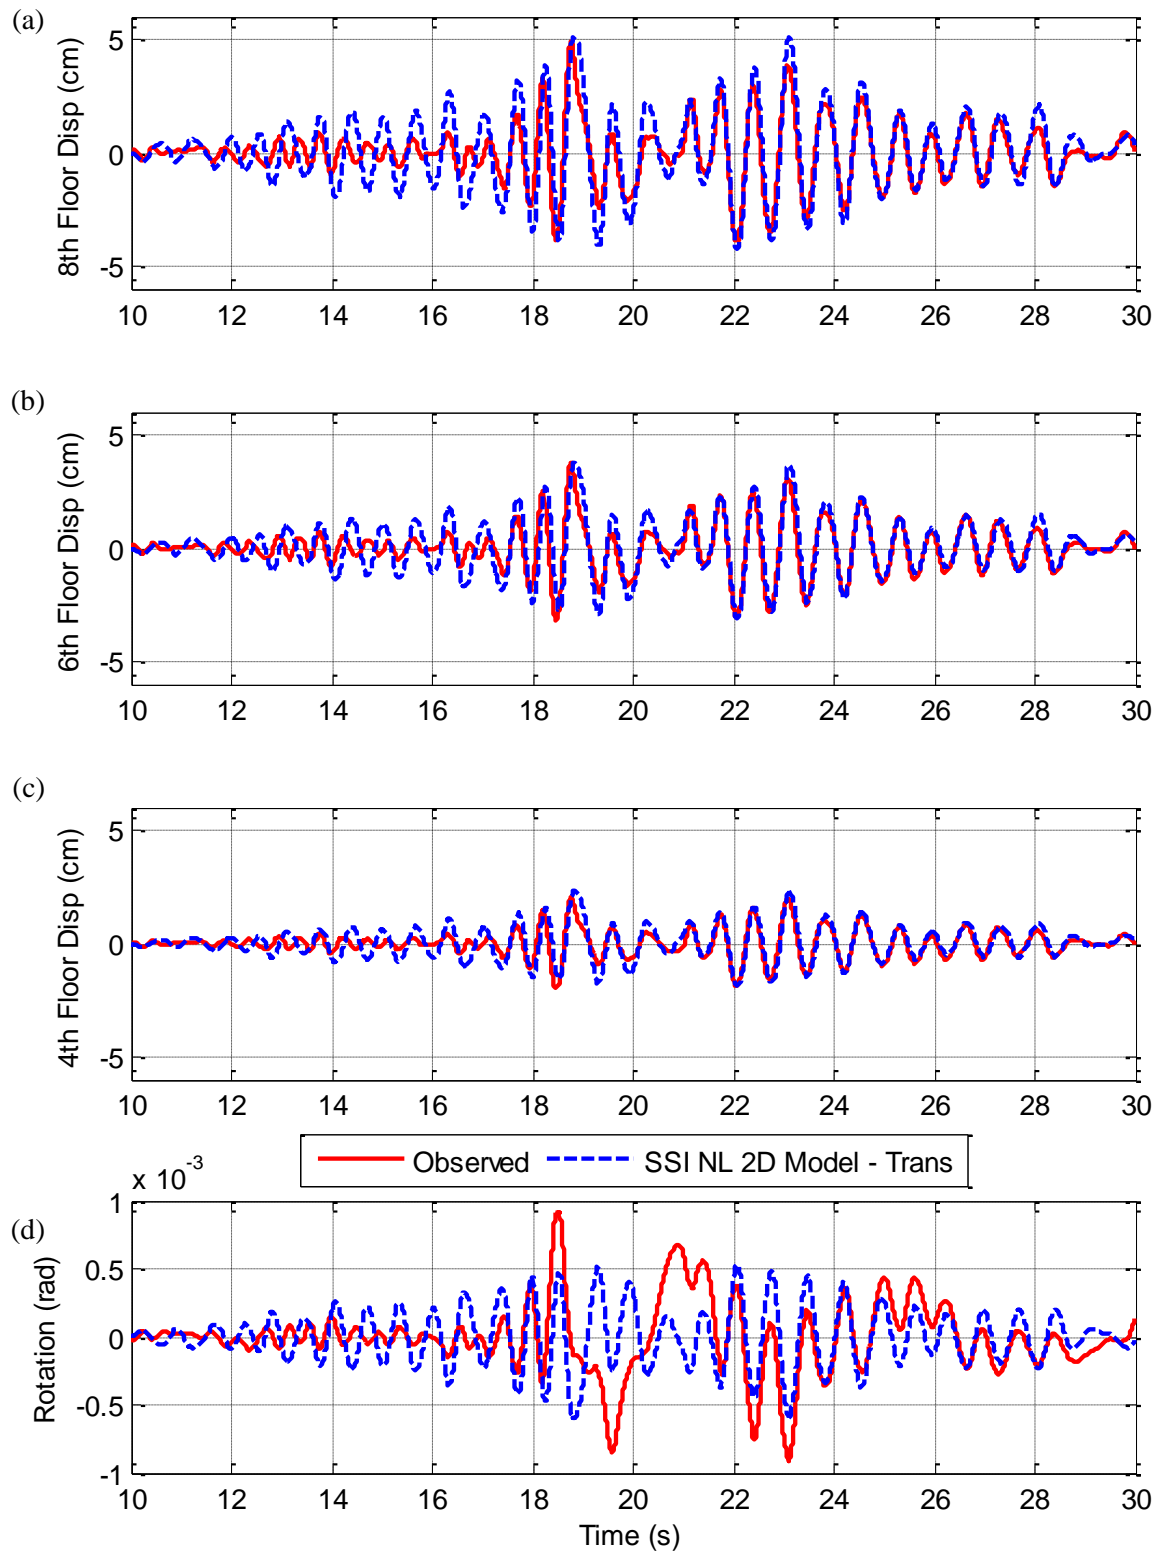 (a)
8th Floor Disp (cm)
5
0
-5
10 12 14 16 18 20 22 24 26 28 30
(b)
6th Floor Disp (cm)
5
0
-5
10 12 14 16 18 20 22 24 26 28 30
(c)
4th Floor Disp (cm)
5
0
-5
10 12 14 16 18 20 22 24 26 28 30
Observed SSI NL 2D Model - Trans
x 10^-3
(d)
Rotation (rad)
1
0.5
0
-0.5
-1
10 12 14 16 18 20 22 24 26 28 30
Time (s)